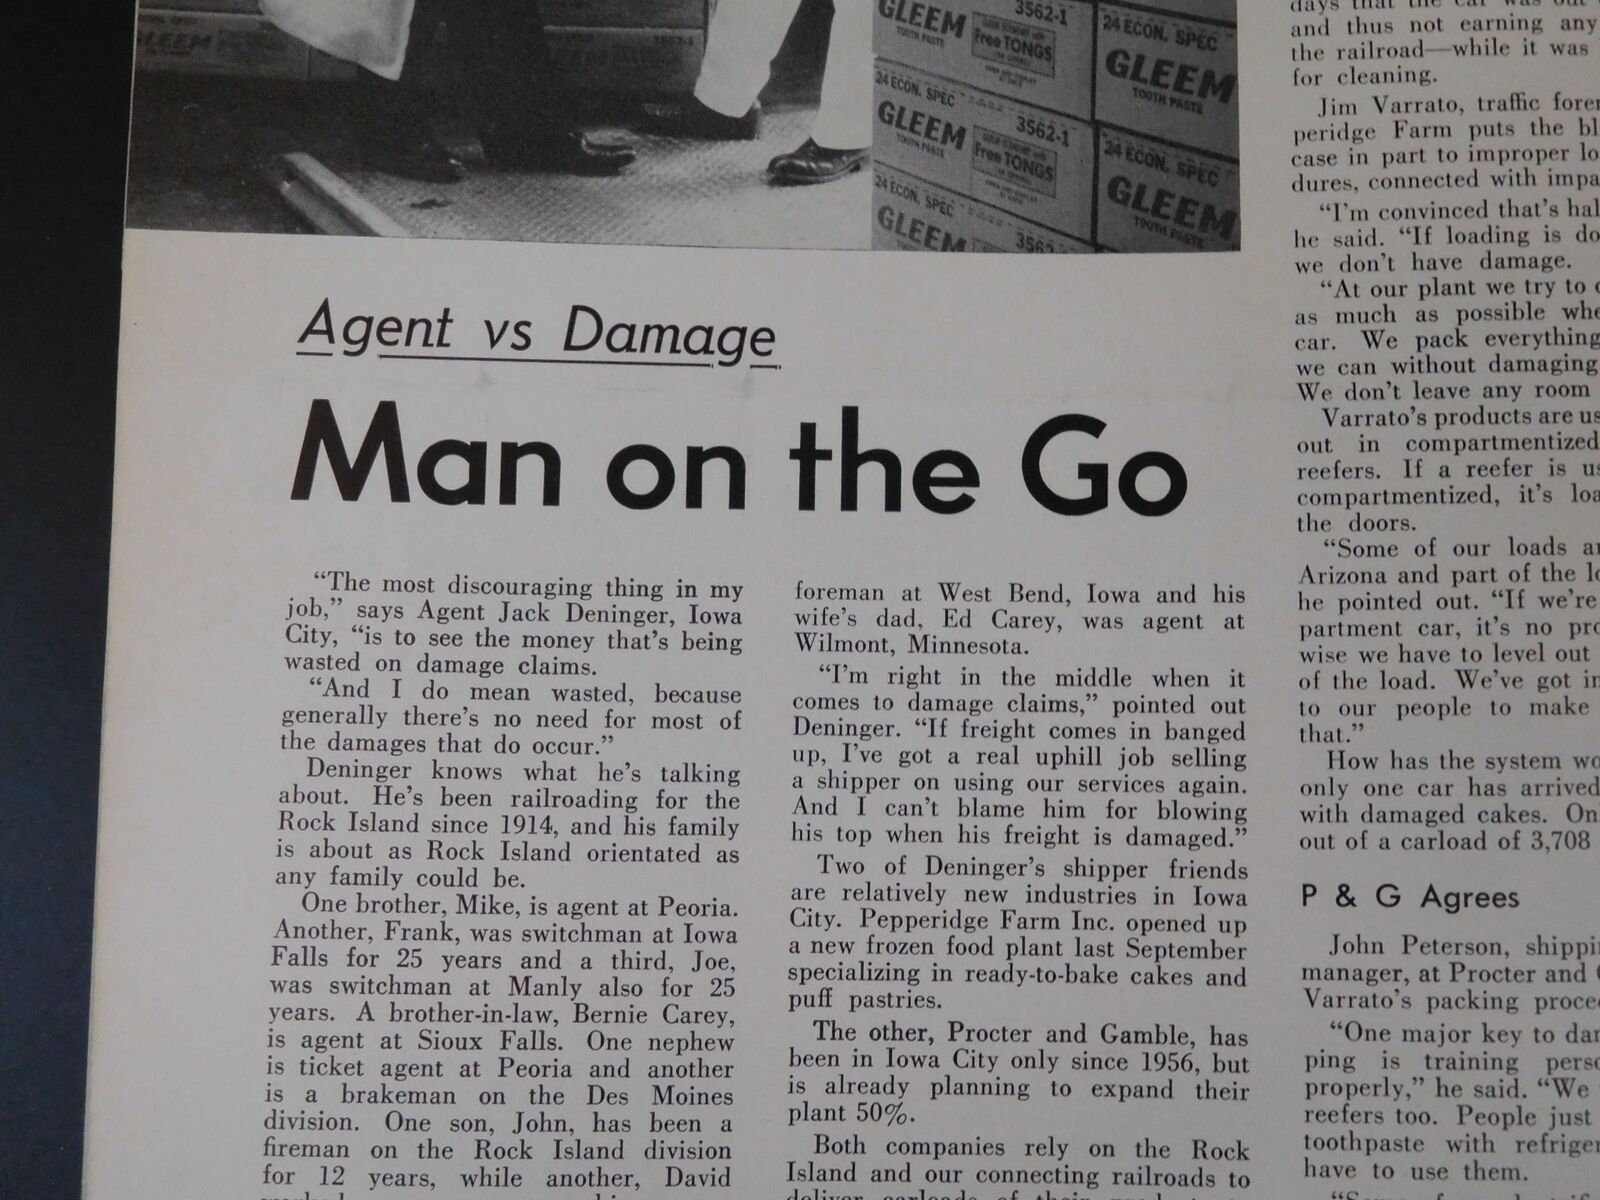 GLEEM
GLEEM
TOOTH PASTE
3562-1
Free TONGS
24 ECON. SPEC
GLEEM
TOOTH PASTE
24 ECON. SPEC
GLEEM
TOOTH PASTE
3562-1
Free TONGS
24 ECON. SPEC
GLEEM
TOOTH PASTE
24 ECON. SPEC
GLEEM
Agent vs Damage
Man on the Go
“The most discouraging thing in my
job,” says Agent Jack Deninger, Iowa
City, “is to see the money that’s being
wasted on damage claims.
“And I do mean wasted, because
generally there’s no need for most of
the damages that do occur.”
Deninger knows what he’s talking
about. He’s been railroading for the
Rock Island since 1914, and his family
is about as Rock Island orientated as
any family could be.
One brother, Mike, is agent at Peoria.
Another, Frank, was switchman at Iowa
Falls for 25 years and a third, Joe,
was switchman at Manly also for 25
years. A brother-in-law, Bernie Carey,
is agent at Sioux Falls. One nephew
is ticket agent at Peoria and another
is a brakeman on the Des Moines
division. One son, John, has been a
fireman on the Rock Island division
for 12 years, while another, David
foreman at West Bend, Iowa and his
wife’s dad, Ed Carey, was agent at
Wilmont, Minnesota.
“I’m right in the middle when it
comes to damage claims,” pointed out
Deninger. “If freight comes in banged
up, I’ve got a real uphill job selling
a shipper on using our services again.
And I can’t blame him for blowing
his top when his freight is damaged.”
Two of Deninger’s shipper friends
are relatively new industries in Iowa
City. Pepperidge Farm Inc. opened up
a new frozen food plant last September
specializing in ready-to-bake cakes and
puff pastries.
The other, Procter and Gamble, has
been in Iowa City only since 1956, but
is already planning to expand their
plant 50%.
Both companies rely on the Rock
Island and our connecting railroads to
deliver carloads of their
days that the car was out
and thus not earning any
the railroad—while it was
for cleaning.
Jim Varrato, traffic fore
peridge Farm puts the bl
case in part to improper lo
dures, connected with impa
“I’m convinced that’s hal
he said. “If loading is do
we don’t have damage.
“At our plant we try to
as much as possible whe
car. We pack everything
we can without damaging
We don’t leave any room
Varrato’s products are us
out in compartmentized
reefers. If a reefer is us
compartmentized, it’s loa
the doors.
“Some of our loads a
Arizona and part of the lo
he pointed out. “If we’re
partment car, it’s no pro
wise we have to level out
of the load. We’ve got in
to our people to make
that.”
How has the system wo
only one car has arrived
with damaged cakes. On
out of a carload of 3,708
P & G Agrees
John Peterson, shippi
manager, at Procter and
Varrato’s packing proce
“One major key to da
ping is training perso
properly,” he said. “We
reefers too. People just
toothpaste with refriger
have to use them.